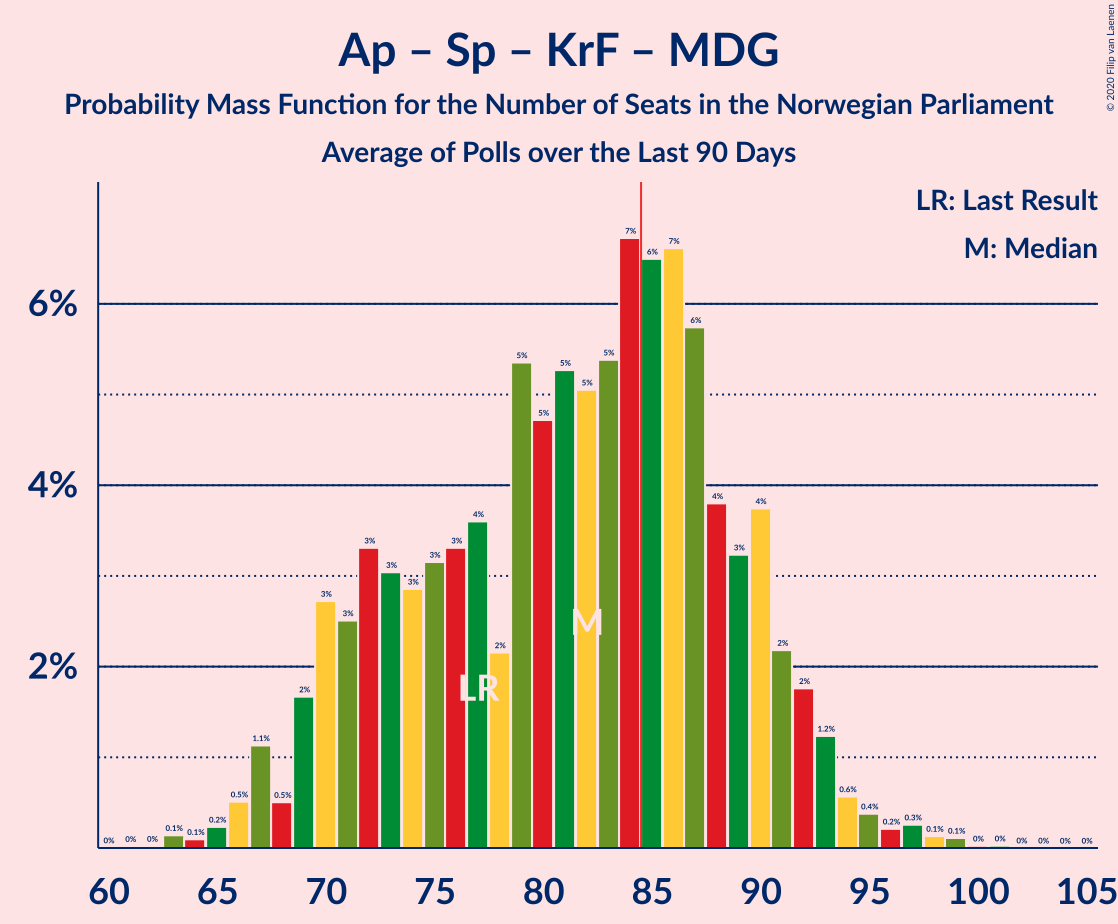 Ap – Sp – KrF – MDG
Probability Mass Function for the Number of Seats in the Norwegian Parliament
Average of Polls over the Last 90 Days
© 2020 Filip van Laenen
LR: Last Result
M: Median
6%
4%
2%
0% 0% 0% 0.1% 0.1% 0.2% 0.5% 1.1% 0.5% 2% 3% 3% 3% 3% 3% 3% 3% 4% 2% 5% 5% 5% 5% 5% 7% 6% 7% 6% 4% 3% 4% 2% 2% 1.2% 0.6% 0.4% 0.2% 0.3% 0.1% 0.1% 0% 0% 0% 0% 0% 0%
M
LR
60 65 70 75 80 85 90 95 100 105